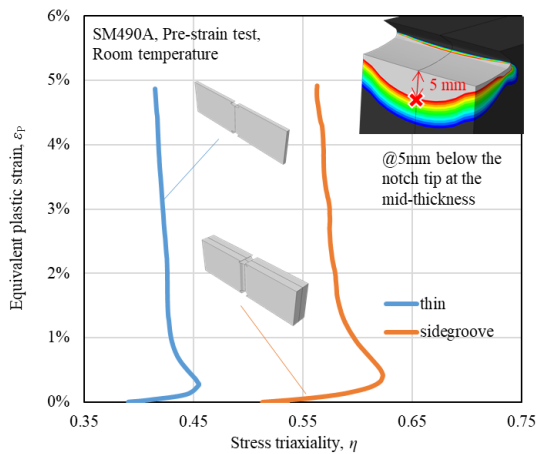 6%
5%
4%
3%
2%
1%
0%
Equivalent plastic strain, εP
SM490A, Pre-strain test,
Room temperature
5 mm
@5mm below the
notch tip at the
mid-thickness
thin
sidegroove
0.35
0.45
0.55
0.65
0.75
Stress triaxiality, η